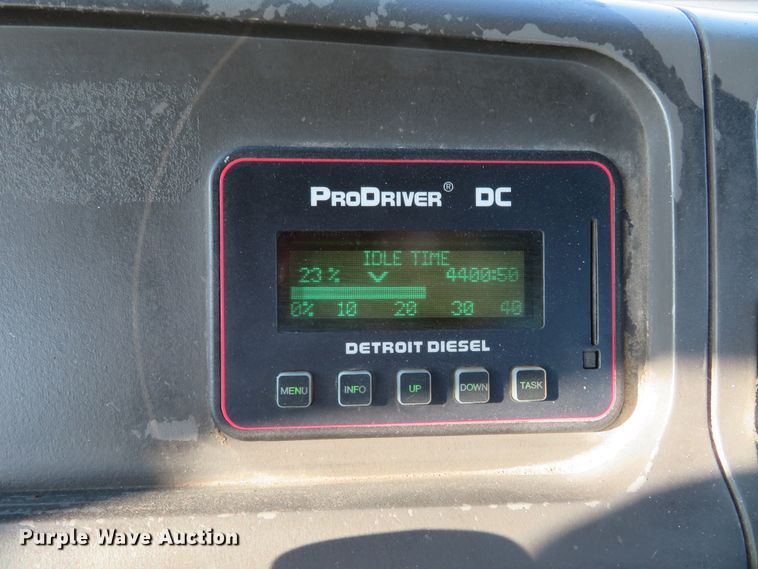 PRODRIVER® DC
IDLE TIME
23% 4400:50
0% 10 20 30 40
DETROIT DIESEL
MENU INFO UP DOWN TASK
Purple Wave Auction